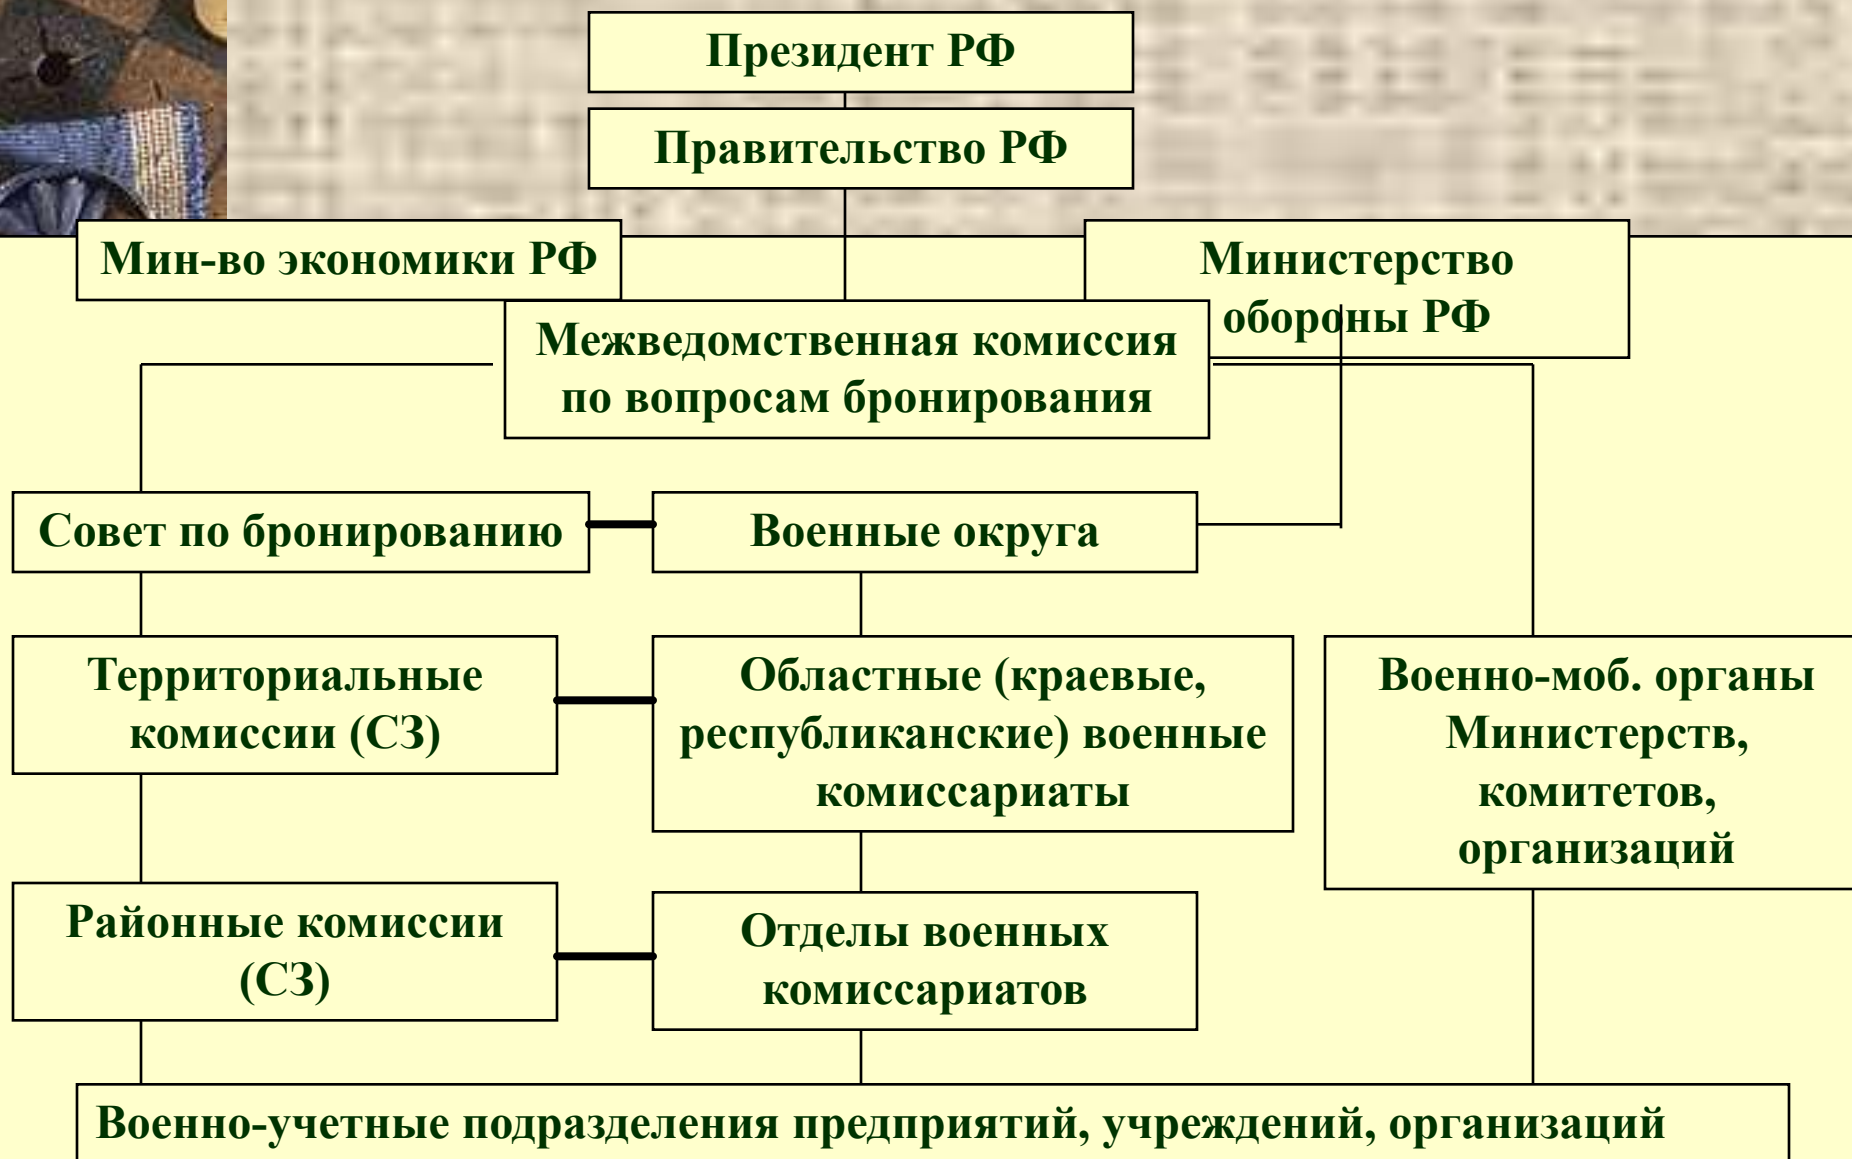 Президент РФ
Правительство РФ
Мин-во экономики РФ
Министерство
обороны РФ
Межведомственная комиссия
по вопросам бронирования
Совет по бронированию
Военные округа
Территориальные
комиссии (СЗ)
Областные (краевые,
республиканские) военные
комиссариаты
Военно-моб. органы
Министерств,
комитетов,
организаций
Районные комиссии
(СЗ)
Отделы военных
комиссариатов
Военно-учетные подразделения предприятий, учреждений, организаций